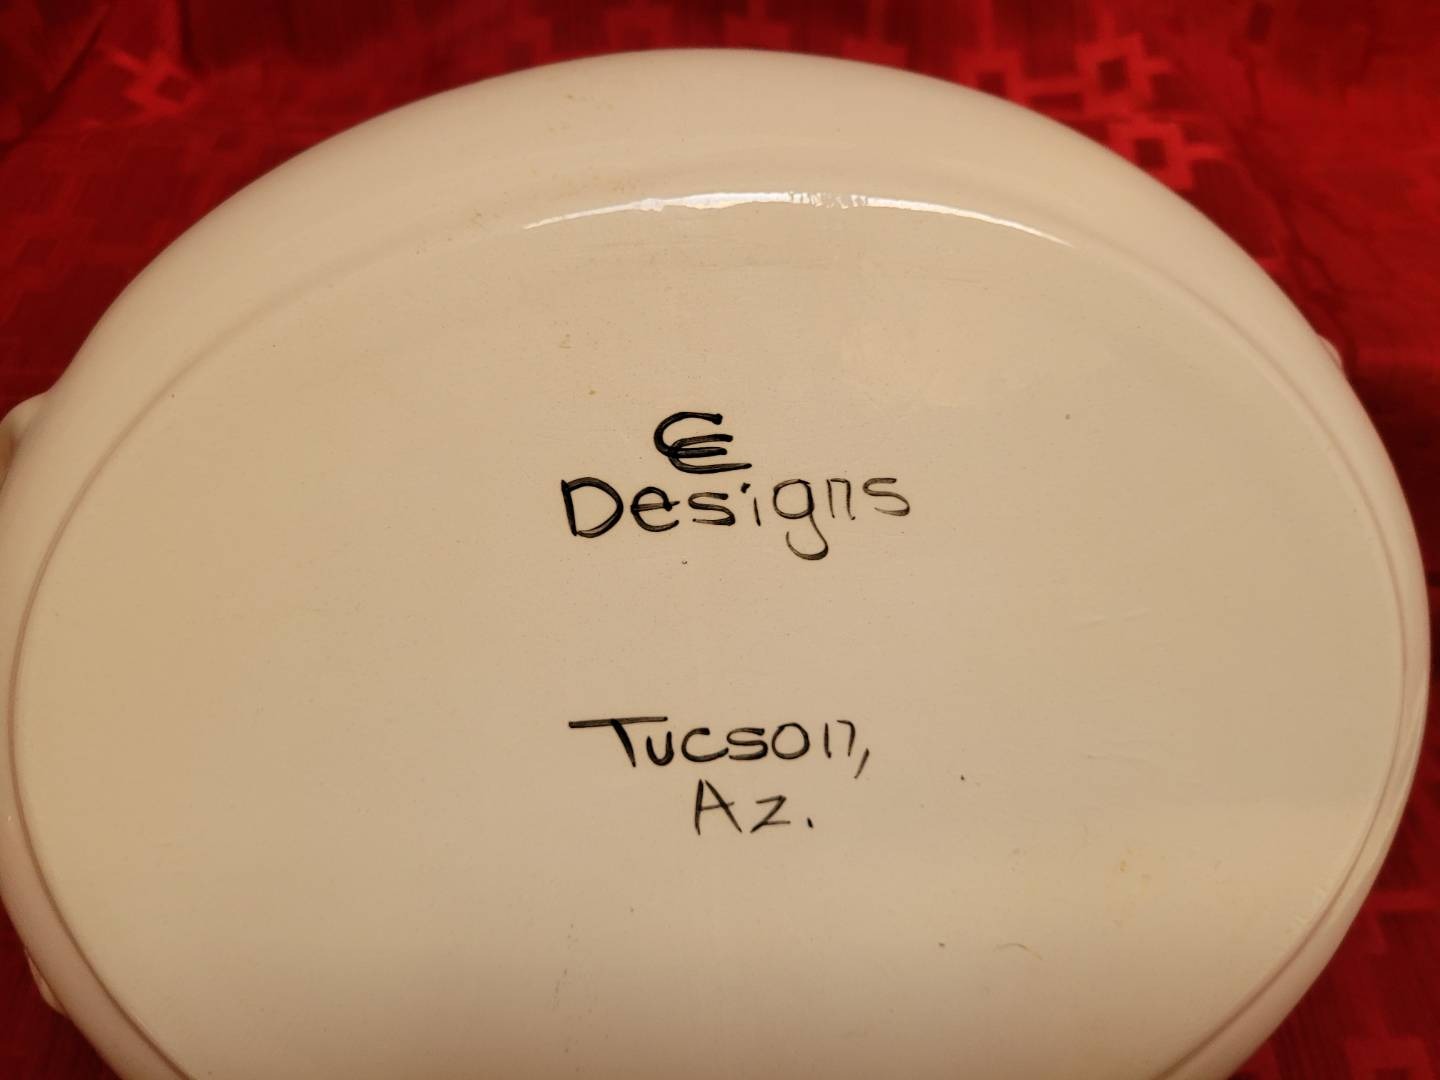 CE
Designs
Tucson,
Az.